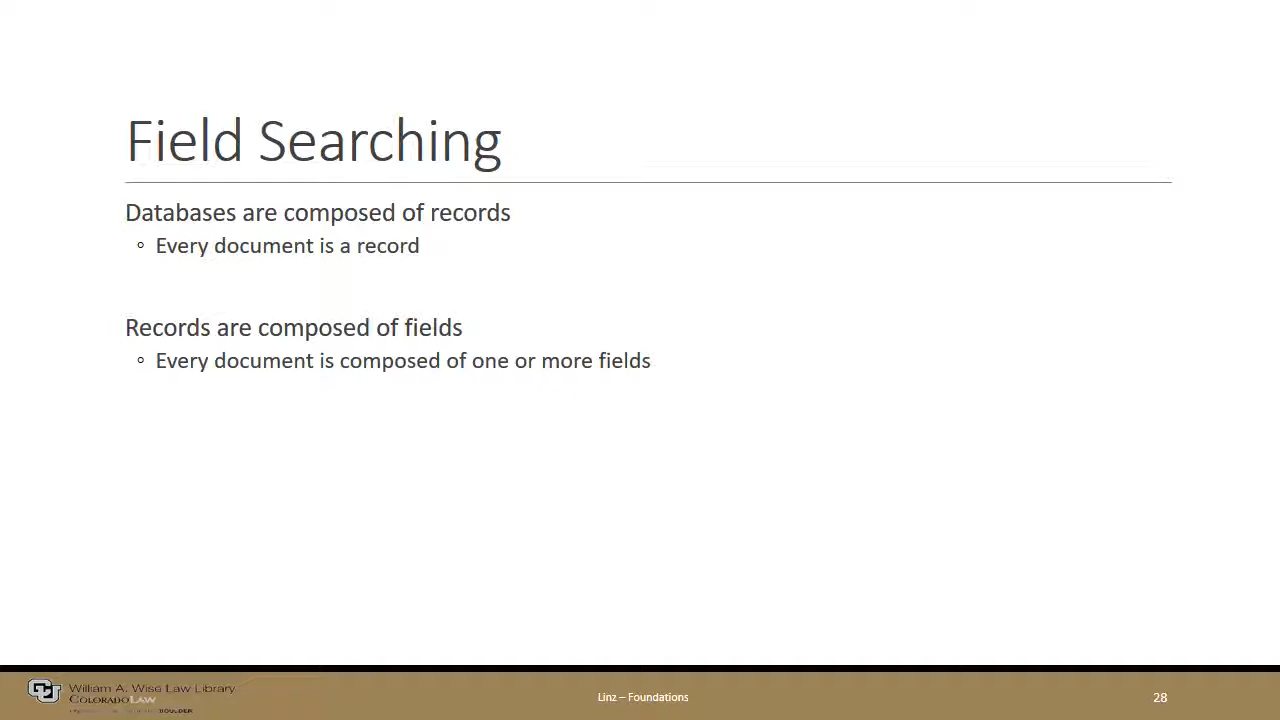 Field Searching
Databases are composed of records
◦ Every document is a record
Records are composed of fields
◦ Every document is composed of one or more fields
William A. Wise Law Library
COLORADO LAW
BOULDER
Linz – Foundations
28